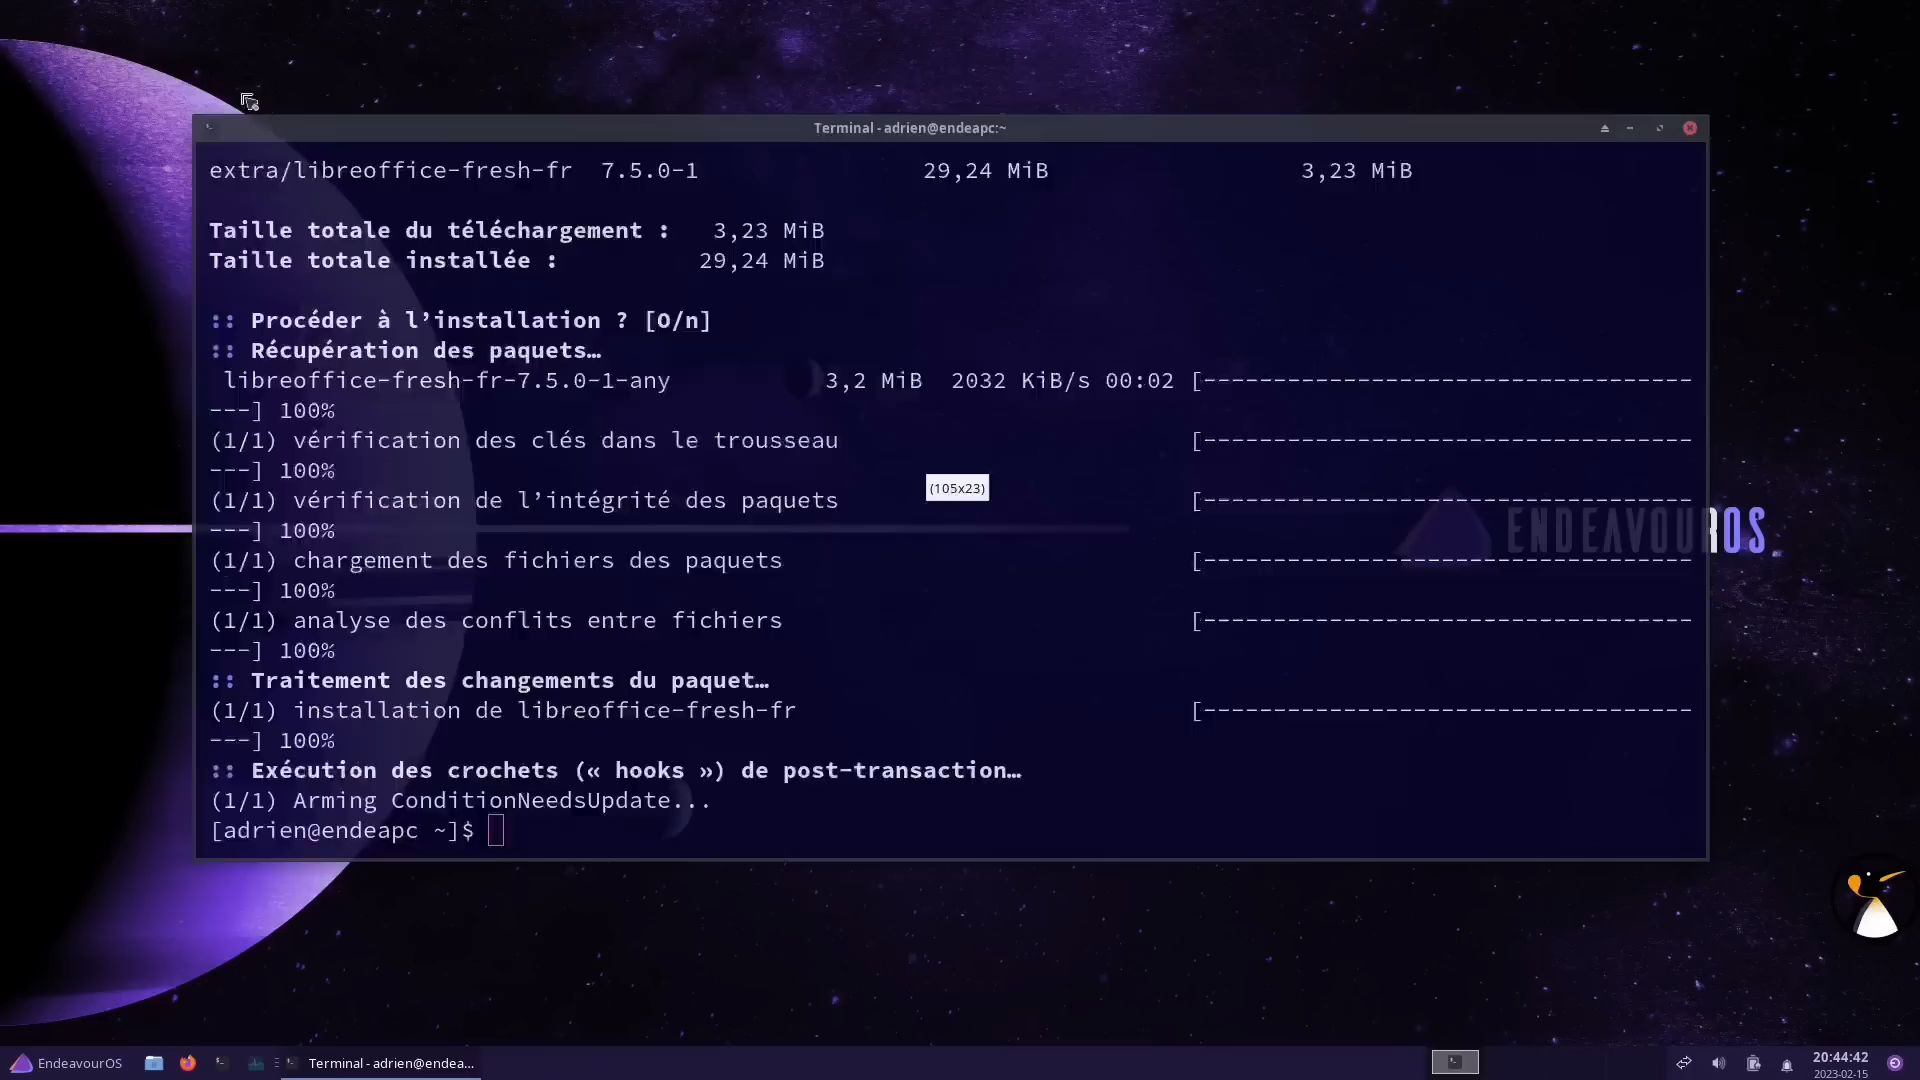 Terminal - adrien@endeapc:~
extra/libreoffice-fresh-fr  7.5.0-1                29,24 MiB                  3,23 MiB
Taille totale du téléchargement :   3,23 MiB
Taille totale installée :          29,24 MiB
:: Procéder à l’installation ? [O/n]
:: Récupération des paquets…
 libreoffice-fresh-fr-7.5.0-1-any           3,2 MiB  2032 KiB/s 00:02 [-----------------------------------
---] 100%
(1/1) vérification des clés dans le trousseau                         [-----------------------------------
---] 100%
(1/1) vérification de l’intégrité des paquets                         [-----------------------------------
---] 100%
(1/1) chargement des fichiers des paquets                             [-----------------------------------
---] 100%
(1/1) analyse des conflits entre fichiers                             [-----------------------------------
---] 100%
:: Traitement des changements du paquet…
(1/1) installation de libreoffice-fresh-fr                            [-----------------------------------
---] 100%
:: Exécution des crochets (« hooks ») de post-transaction…
(1/1) Arming ConditionNeedsUpdate...
[adrien@endeapc ~]$
(105x23)
ENDEAVOUROS
EndeavourOS
Terminal - adrien@endea...
20:44:42
2023-02-15